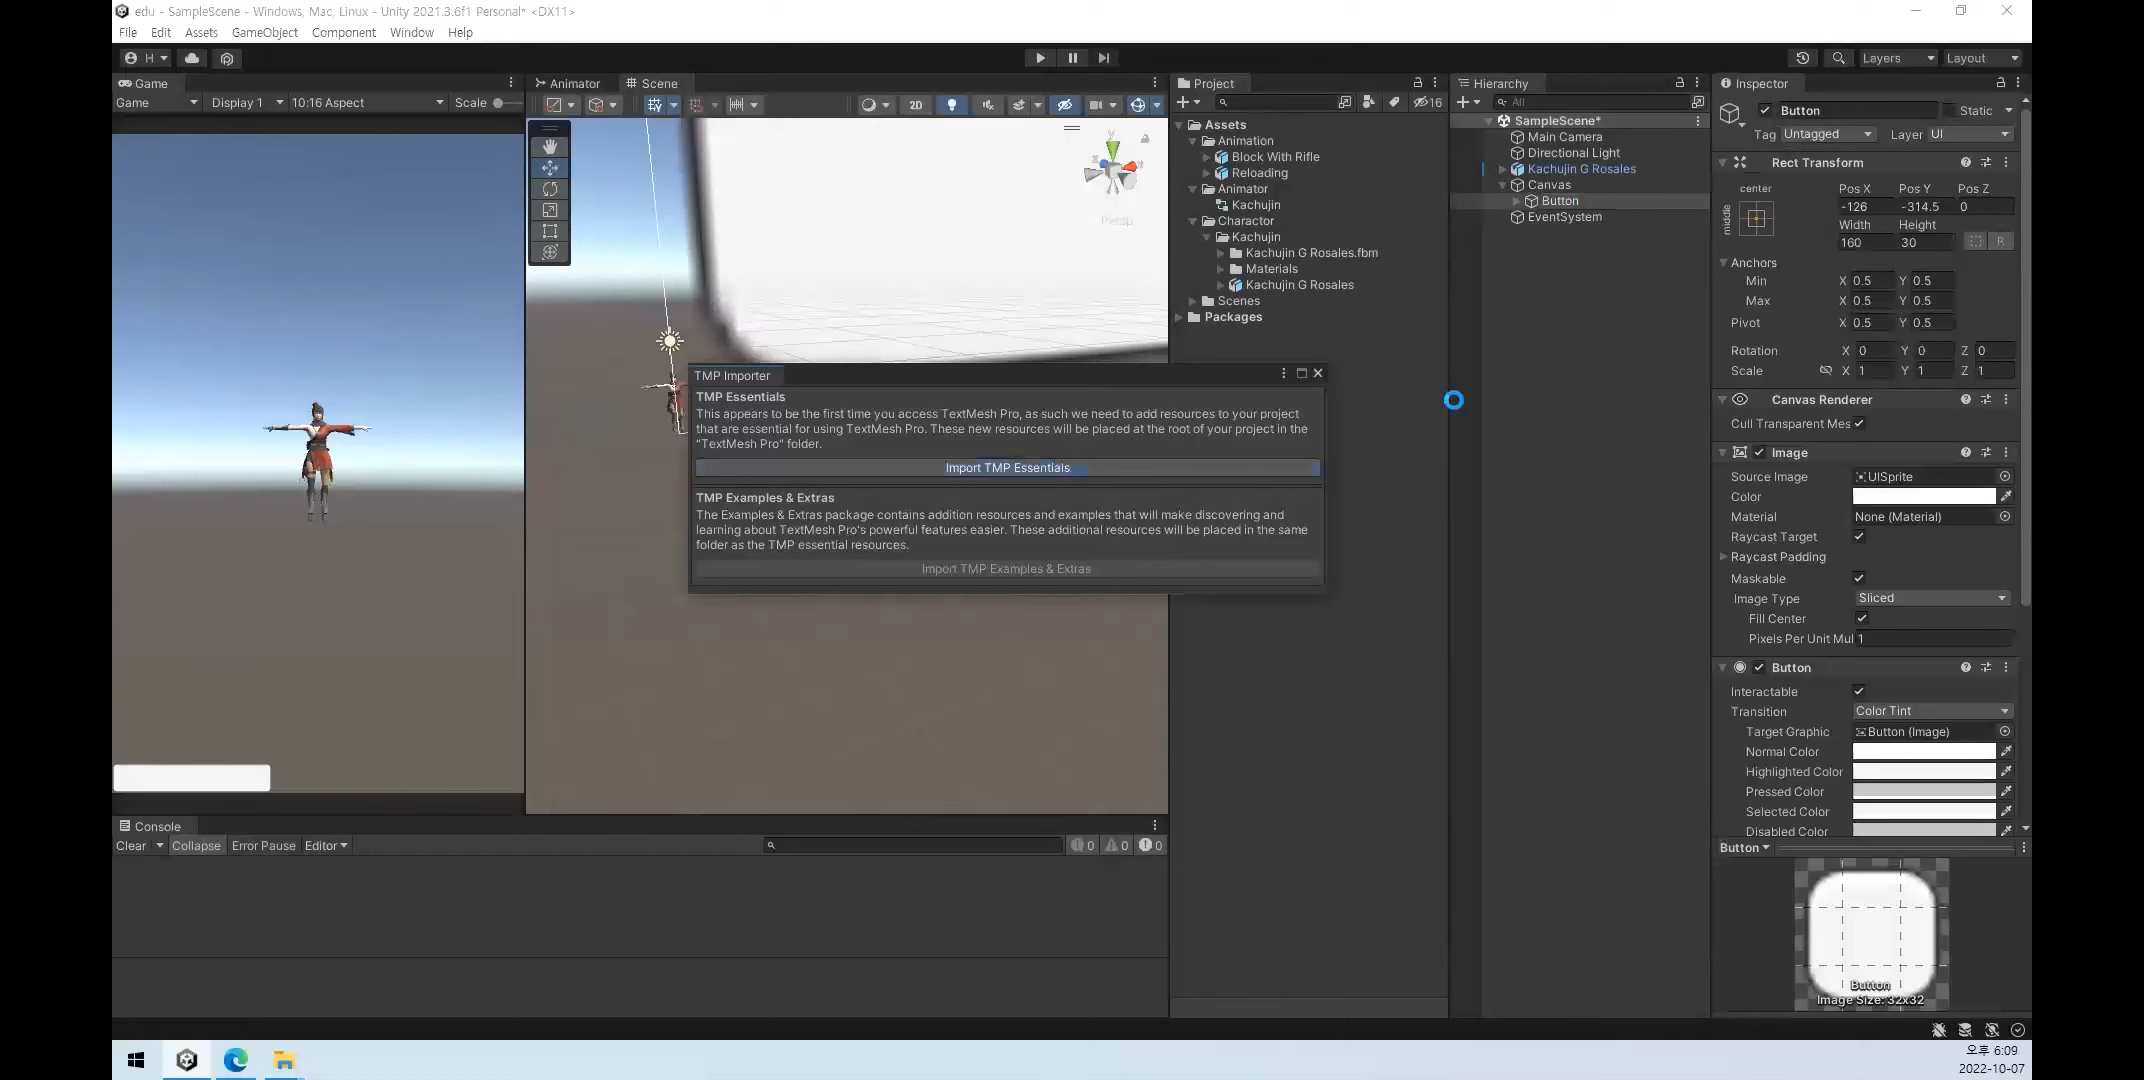 edu - SampleScene - Windows, Mac, Linux - Unity 2021.3.6f1 Personal* <DX11>
File Edit Assets GameObject Component Window Help
H
Layers
Layout
Game
Game
Display 1
10:16 Aspect
Scale
Animator
Scene
2D
Persp
Project
16
Assets
Animation
Block With Rifle
Reloading
Animator
Kachujin
Charactor
Kachujin
Kachujin G Rosales.fbm
Materials
Kachujin G Rosales
Scenes
Packages
Hierarchy
All
SampleScene*
Main Camera
Directional Light
Kachujin G Rosales
Canvas
Button
EventSystem
TMP Importer
TMP Essentials
This appears to be the first time you access TextMesh Pro, as such we need to add resources to your project
that are essential for using TextMesh Pro. These new resources will be placed at the root of your project in the
"TextMesh Pro" folder.
Import TMP Essentials
TMP Examples & Extras
The Examples & Extras package contains addition resources and examples that will make discovering and
learning about TextMesh Pro's powerful features easier. These additional resources will be placed in the same
folder as the TMP essential resources.
Import TMP Examples & Extras
Inspector
Button Static
Tag Untagged Layer UI
Rect Transform
center Pos X Pos Y Pos Z
middle -126 -314.5 0
Width Height
160 30 R
Anchors
Min X 0.5 Y 0.5
Max X 0.5 Y 0.5
Pivot X 0.5 Y 0.5
Rotation X 0 Y 0 Z 0
Scale X 1 Y 1 Z 1
Canvas Renderer
Cull Transparent Mes
Image
Source Image UISprite
Color
Material None (Material)
Raycast Target
Raycast Padding
Maskable
Image Type Sliced
Fill Center
Pixels Per Unit Mul 1
Button
Interactable
Transition Color Tint
Target Graphic Button (Image)
Normal Color
Highlighted Color
Pressed Color
Selected Color
Disabled Color
Button
Button
Image Size: 32x32
Console
Clear Collapse Error Pause Editor
0 0 0
오후 6:09
2022-10-07